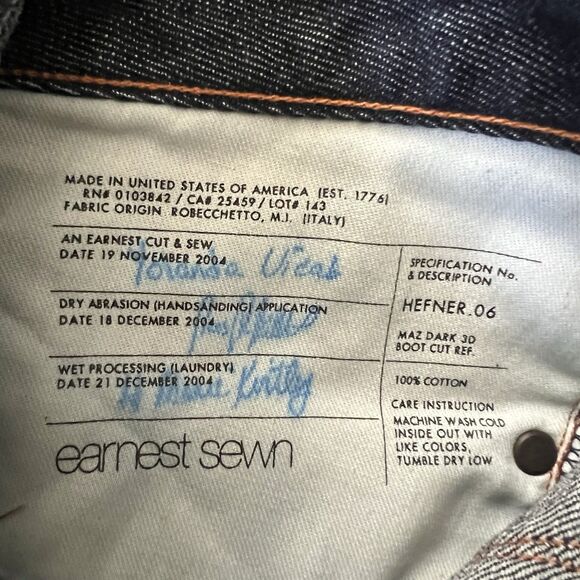 MADE IN UNITED STATES OF AMERICA (EST. 1776)
RN# 0103842 / CA# 25459 / LOT# 143
FABRIC ORIGIN ROBECCHETTO, M.I. (ITALY)
AN EARNEST CUT & SEW
DATE 19 NOVEMBER 2004
DRY ABRASION (HANDSANDING) APPLICATION
DATE 18 DECEMBER 2004
WET PROCESSING (LAUNDRY)
DATE 21 DECEMBER 2004
earnest sewn
SPECIFICATION No.
& DESCRIPTION
HEFNER.06
MAZ DARK 3D
BOOT CUT REF.
100% COTTON
CARE INSTRUCTION
MACHINE WASH COLD
INSIDE OUT WITH
LIKE COLORS,
TUMBLE DRY LOW